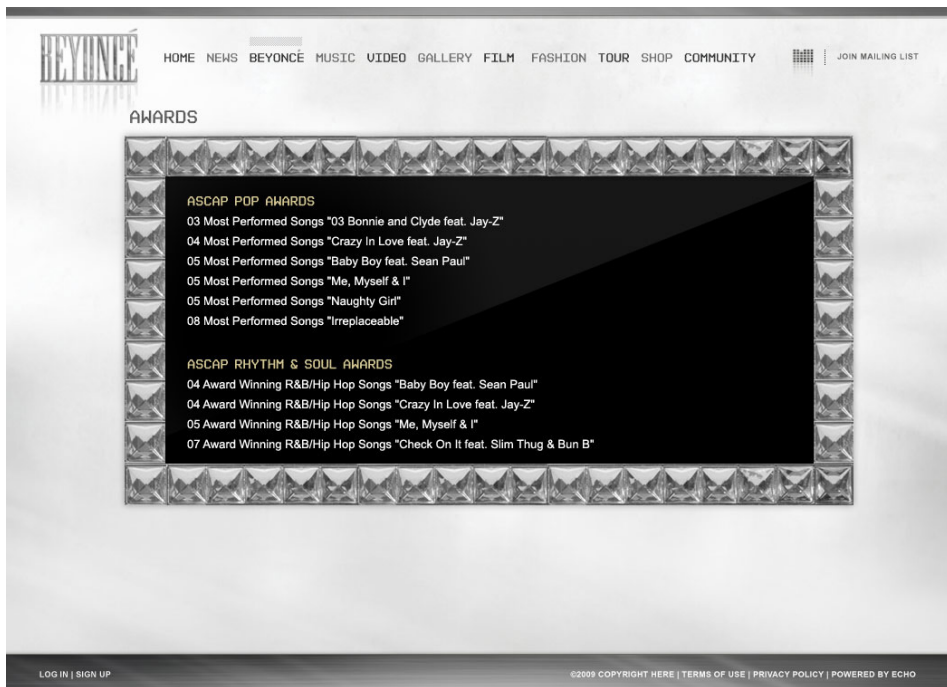 BEYONCÉ
HOME NEWS BEYONCÉ MUSIC VIDEO GALLERY FILM FASHION TOUR SHOP COMMUNITY JOIN MAILING LIST
AWARDS
ASCAP POP AWARDS
03 Most Performed Songs "03 Bonnie and Clyde feat. Jay-Z"
04 Most Performed Songs "Crazy In Love feat. Jay-Z"
05 Most Performed Songs "Baby Boy feat. Sean Paul"
05 Most Performed Songs "Me, Myself & I"
05 Most Performed Songs "Naughty Girl"
08 Most Performed Songs "Irreplaceable"
ASCAP RHYTHM & SOUL AWARDS
04 Award Winning R&B/Hip Hop Songs "Baby Boy feat. Sean Paul"
04 Award Winning R&B/Hip Hop Songs "Crazy In Love feat. Jay-Z"
05 Award Winning R&B/Hip Hop Songs "Me, Myself & I"
07 Award Winning R&B/Hip Hop Songs "Check On It feat. Slim Thug & Bun B"
LOG IN | SIGN UP ©2009 COPYRIGHT HERE | TERMS OF USE | PRIVACY POLICY | POWERED BY ECHO